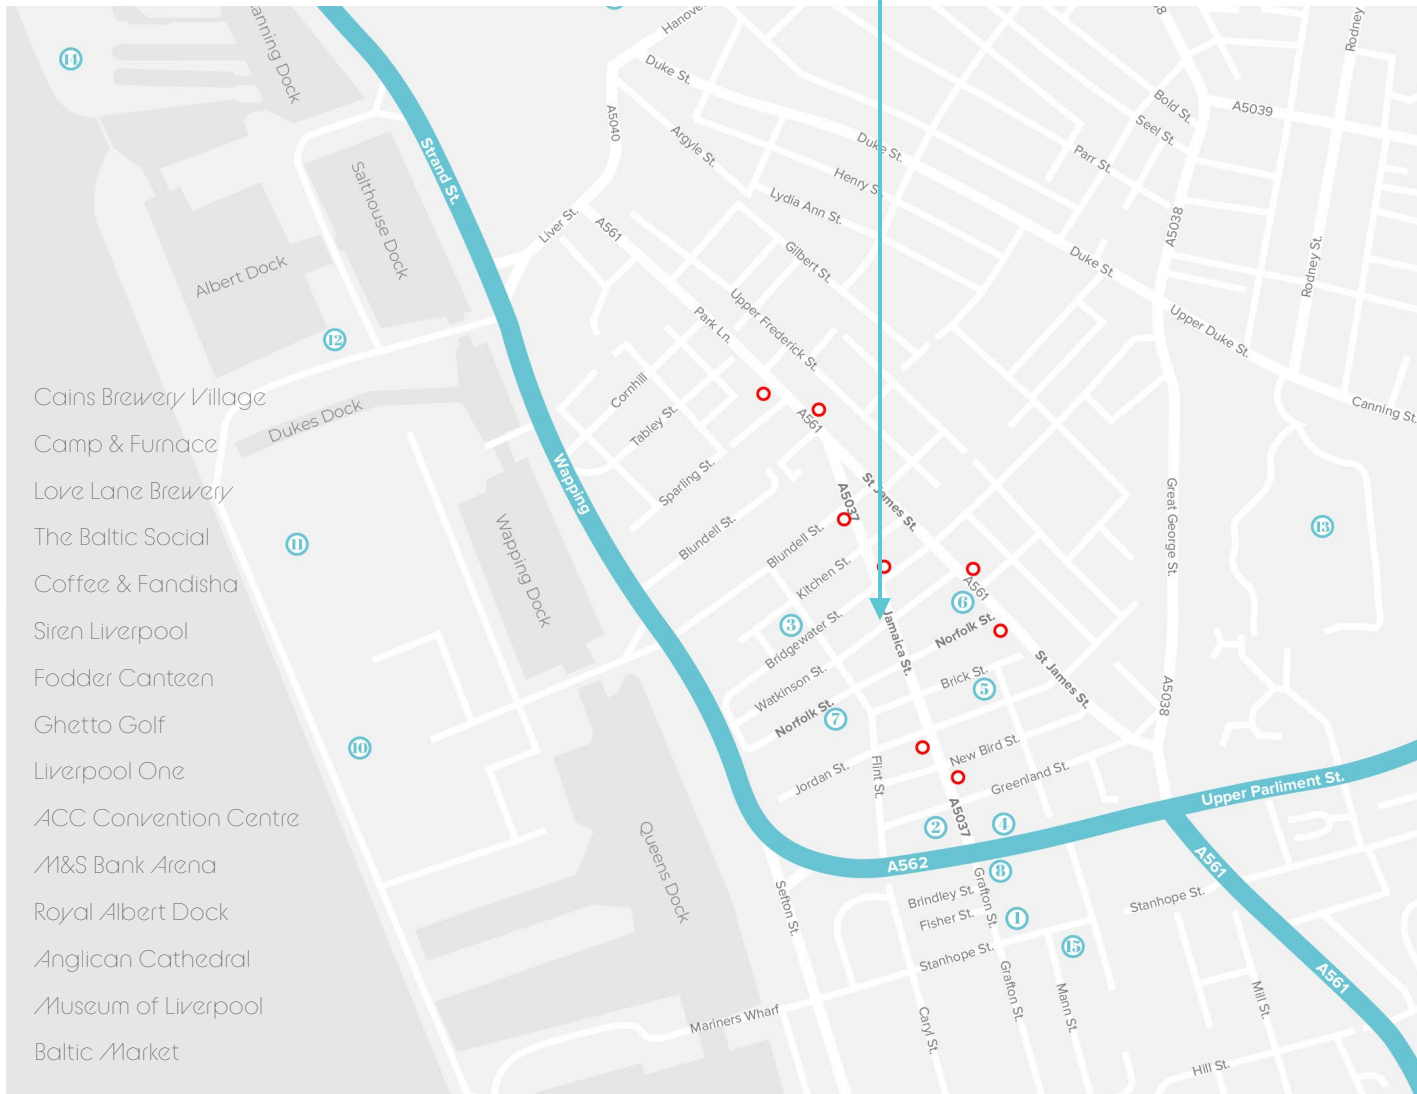 Hanover
Duke St.
Rodney
Bold St.
A5039
Seel St.
Parr St.
A5040
Argyle St.
Duke St.
Henry St.
Lydia Ann St.
Strand St.
Salthouse Dock
Albert Dock
Liver St.
A561
Gilbert St.
A5038
Duke St.
Rodney St.
Upper Duke St.
Canning St.
Park Ln.
Upper Frederick St.
14
12
Cornhill
Tabley St.
Sparling St.
Blundell St.
A561
A5037
St James St.
Great George St.
13
Dukes Dock
Wapping
Wapping Dock
11
10
Blundell St.
Kitchen St.
Bridgewater St.
3
Watkinson St.
Norfolk St.
7
Jordan St.
Flint St.
Jamaica St.
A561
6
Norfolk St.
Brick St.
5
St James St.
A5038
New Bird St.
Greenland St.
A5037
2
4
A562
8
Upper Parliment St.
A561
A561
Queens Dock
Sefton St.
Brindley St.
Fisher St.
Grafton St.
1
Stanhope St.
Stanhope St.
15
Grafton St.
Mann St.
Mill St.
Mariners Wharf
Caryl St.
Hill St.
Cains Brewery Village
Camp & Furnace
Love Lane Brewery
The Baltic Social
Coffee & Fandisha
Siren Liverpool
Fodder Canteen
Ghetto Golf
Liverpool One
ACC Convention Centre
M&S Bank Arena
Royal Albert Dock
Anglican Cathedral
Museum of Liverpool
Baltic Market